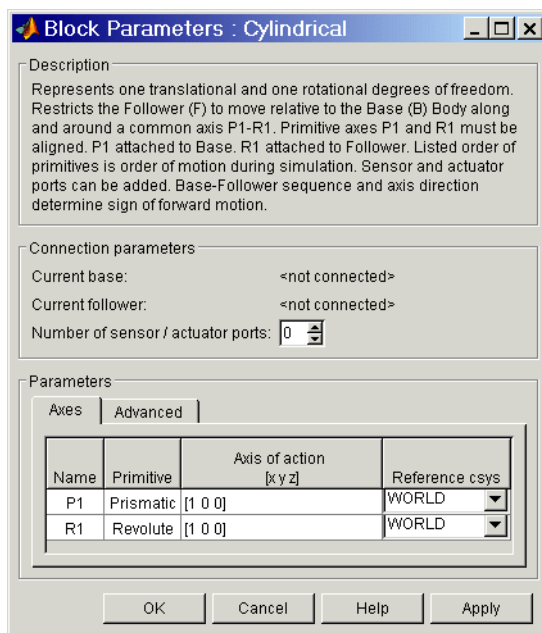 Block Parameters : Cylindrical
Description
Represents one translational and one rotational degrees of freedom.
Restricts the Follower (F) to move relative to the Base (B) Body along
and around a common axis P1-R1. Primitive axes P1 and R1 must be
aligned. P1 attached to Base. R1 attached to Follower. Listed order of
primitives is order of motion during simulation. Sensor and actuator
ports can be added. Base-Follower sequence and axis direction
determine sign of forward motion.
Connection parameters
Current base: <not connected>
Current follower: <not connected>
Number of sensor / actuator ports: 0
Parameters
Axes Advanced
Name Primitive Axis of action [x y z] Reference csys
P1 Prismatic [1 0 0] WORLD
R1 Revolute [1 0 0] WORLD
OK Cancel Help Apply